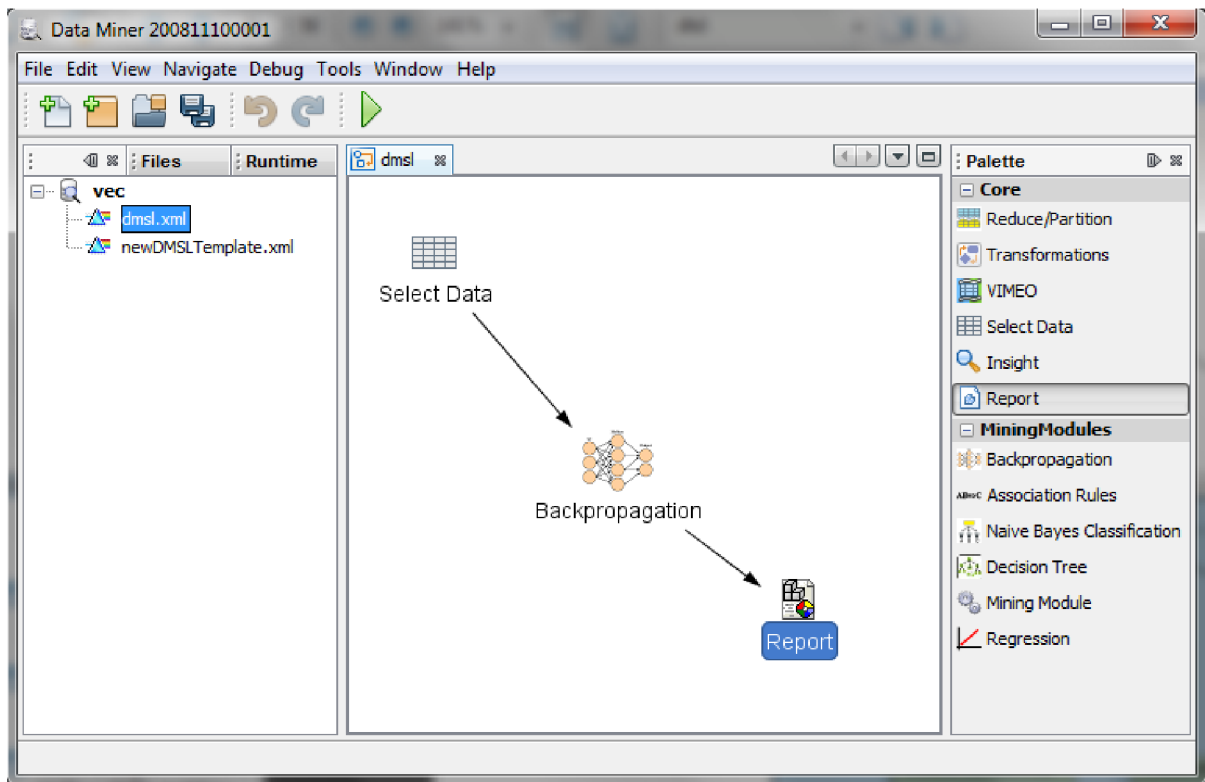 Data Miner 200811100001
File Edit View Navigate Debug Tools Window Help
Files Runtime
dmsl
Palette
vec
dmsl.xml
newDMSLTemplate.xml
Select Data
Backpropagation
Report
Core
Reduce/Partition
Transformations
VIMEO
Select Data
Insight
Report
MiningModules
Backpropagation
Association Rules
Naive Bayes Classification
Decision Tree
Mining Module
Regression